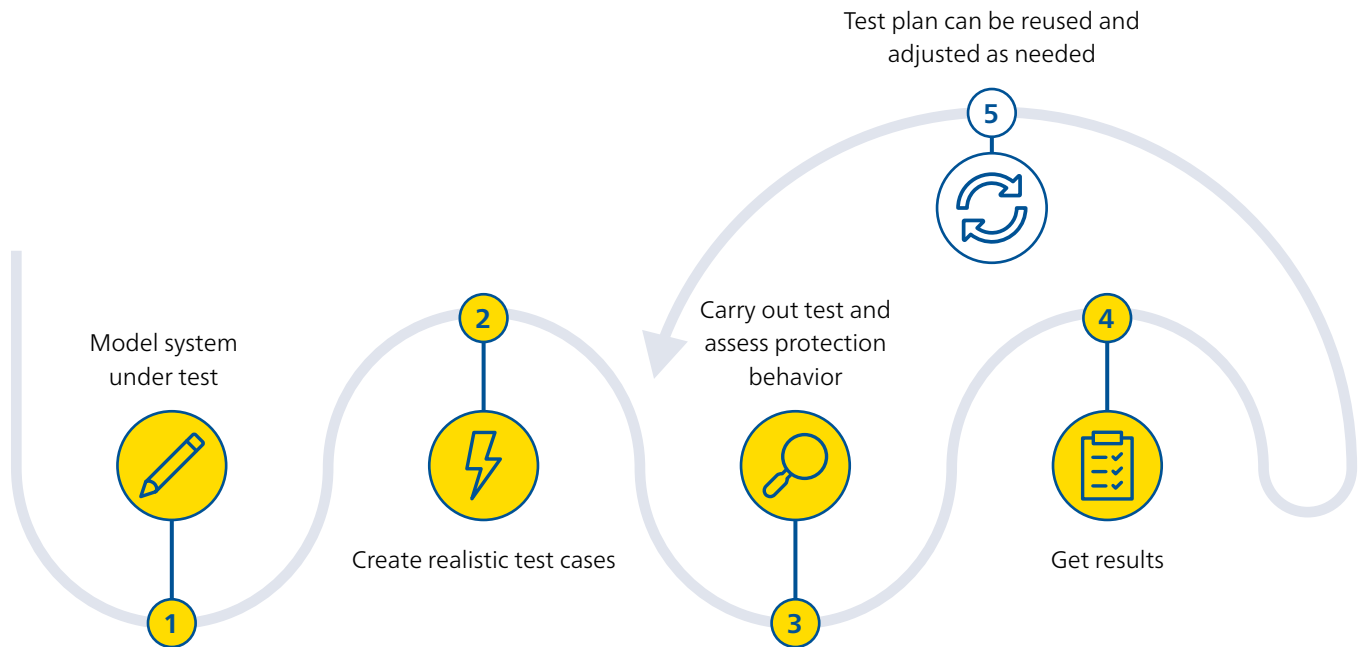 1
Model system
under test
2
Create realistic test cases
3
Carry out test and
assess protection
behavior
4
Get results
5
Test plan can be reused and
adjusted as needed